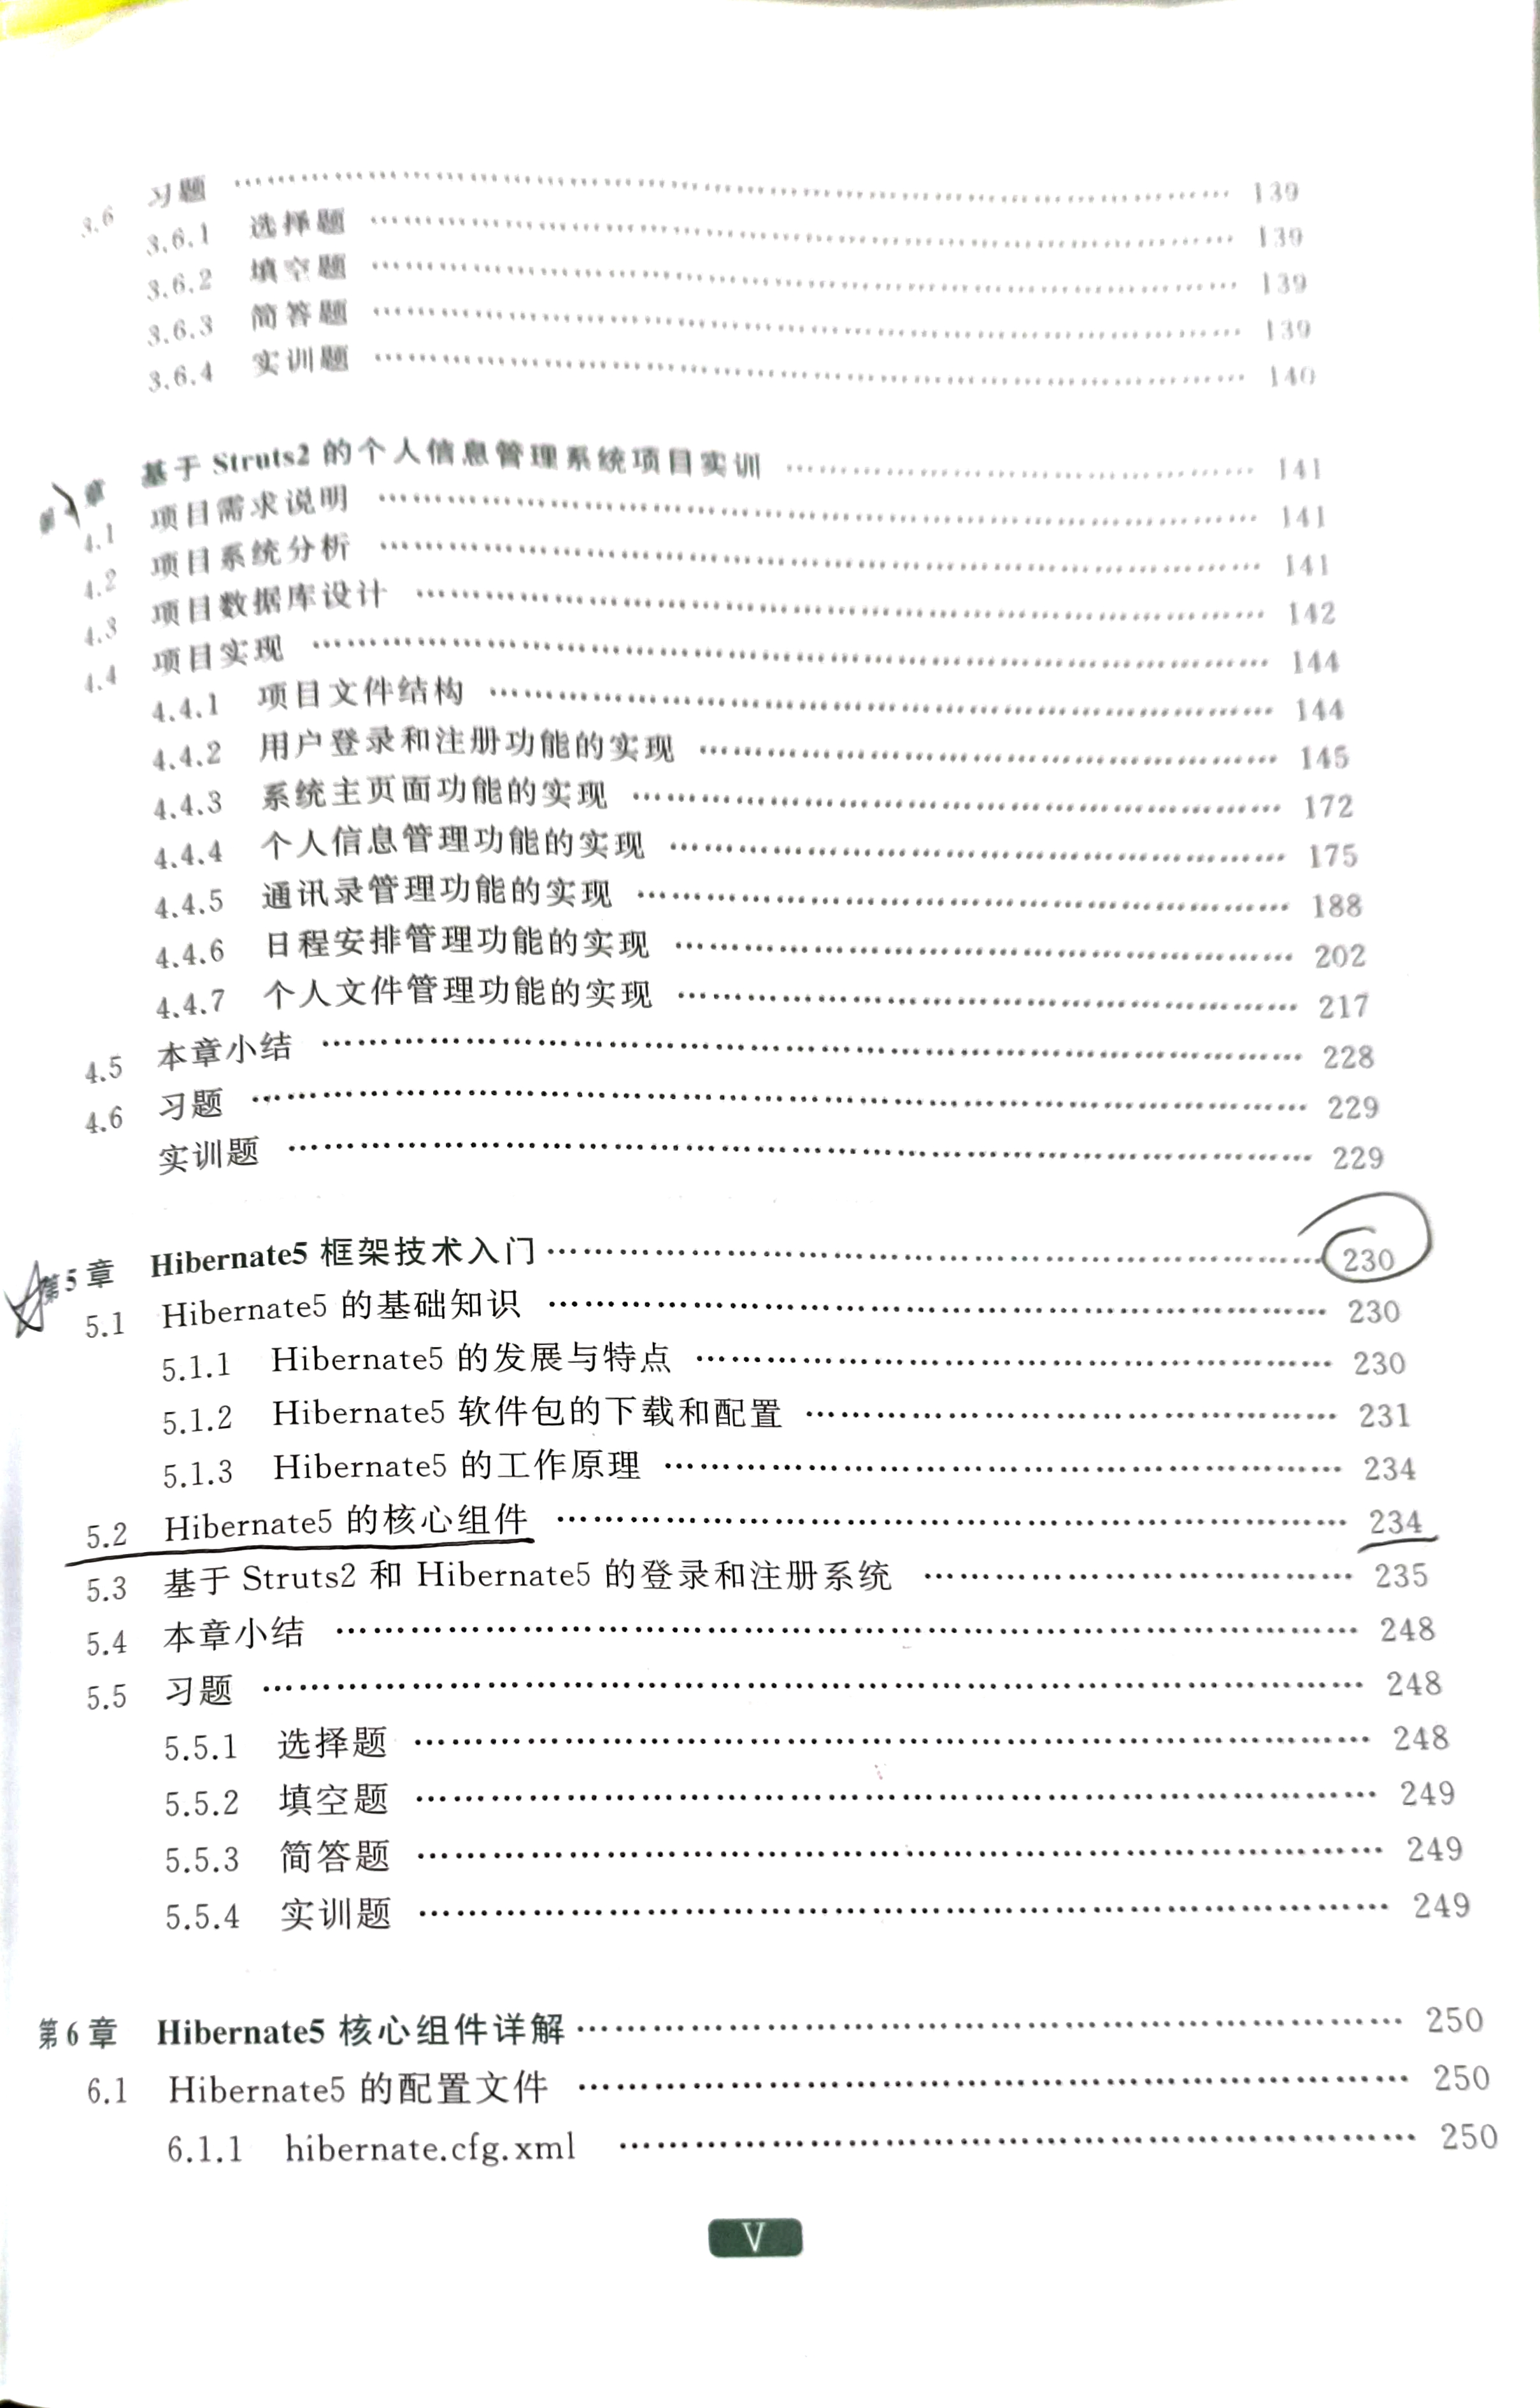 3.6 习题 …… 139
3.6.1 选择题 …… 139
3.6.2 填空题 …… 139
3.6.3 简答题 …… 139
3.6.4 实训题 …… 140
第4章 基于 Struts2 的个人信息管理系统项目实训 …… 141
4.1 项目需求说明 …… 141
4.2 项目系统分析 …… 141
4.3 项目数据库设计 …… 142
4.4 项目实现 …… 144
4.4.1 项目文件结构 …… 144
4.4.2 用户登录和注册功能的实现 …… 145
4.4.3 系统主页面功能的实现 …… 172
4.4.4 个人信息管理功能的实现 …… 175
4.4.5 通讯录管理功能的实现 …… 188
4.4.6 日程安排管理功能的实现 …… 202
4.4.7 个人文件管理功能的实现 …… 217
4.5 本章小结 …… 228
4.6 习题 …… 229
实训题 …… 229
第5章 Hibernate5 框架技术入门 …… 230
5.1 Hibernate5 的基础知识 …… 230
5.1.1 Hibernate5 的发展与特点 …… 230
5.1.2 Hibernate5 软件包的下载和配置 …… 231
5.1.3 Hibernate5 的工作原理 …… 234
5.2 Hibernate5 的核心组件 …… 234
5.3 基于 Struts2 和 Hibernate5 的登录和注册系统 …… 235
5.4 本章小结 …… 248
5.5 习题 …… 248
5.5.1 选择题 …… 248
5.5.2 填空题 …… 249
5.5.3 简答题 …… 249
5.5.4 实训题 …… 249
第6章 Hibernate5 核心组件详解 …… 250
6.1 Hibernate5 的配置文件 …… 250
6.1.1 hibernate.cfg.xml …… 250
V